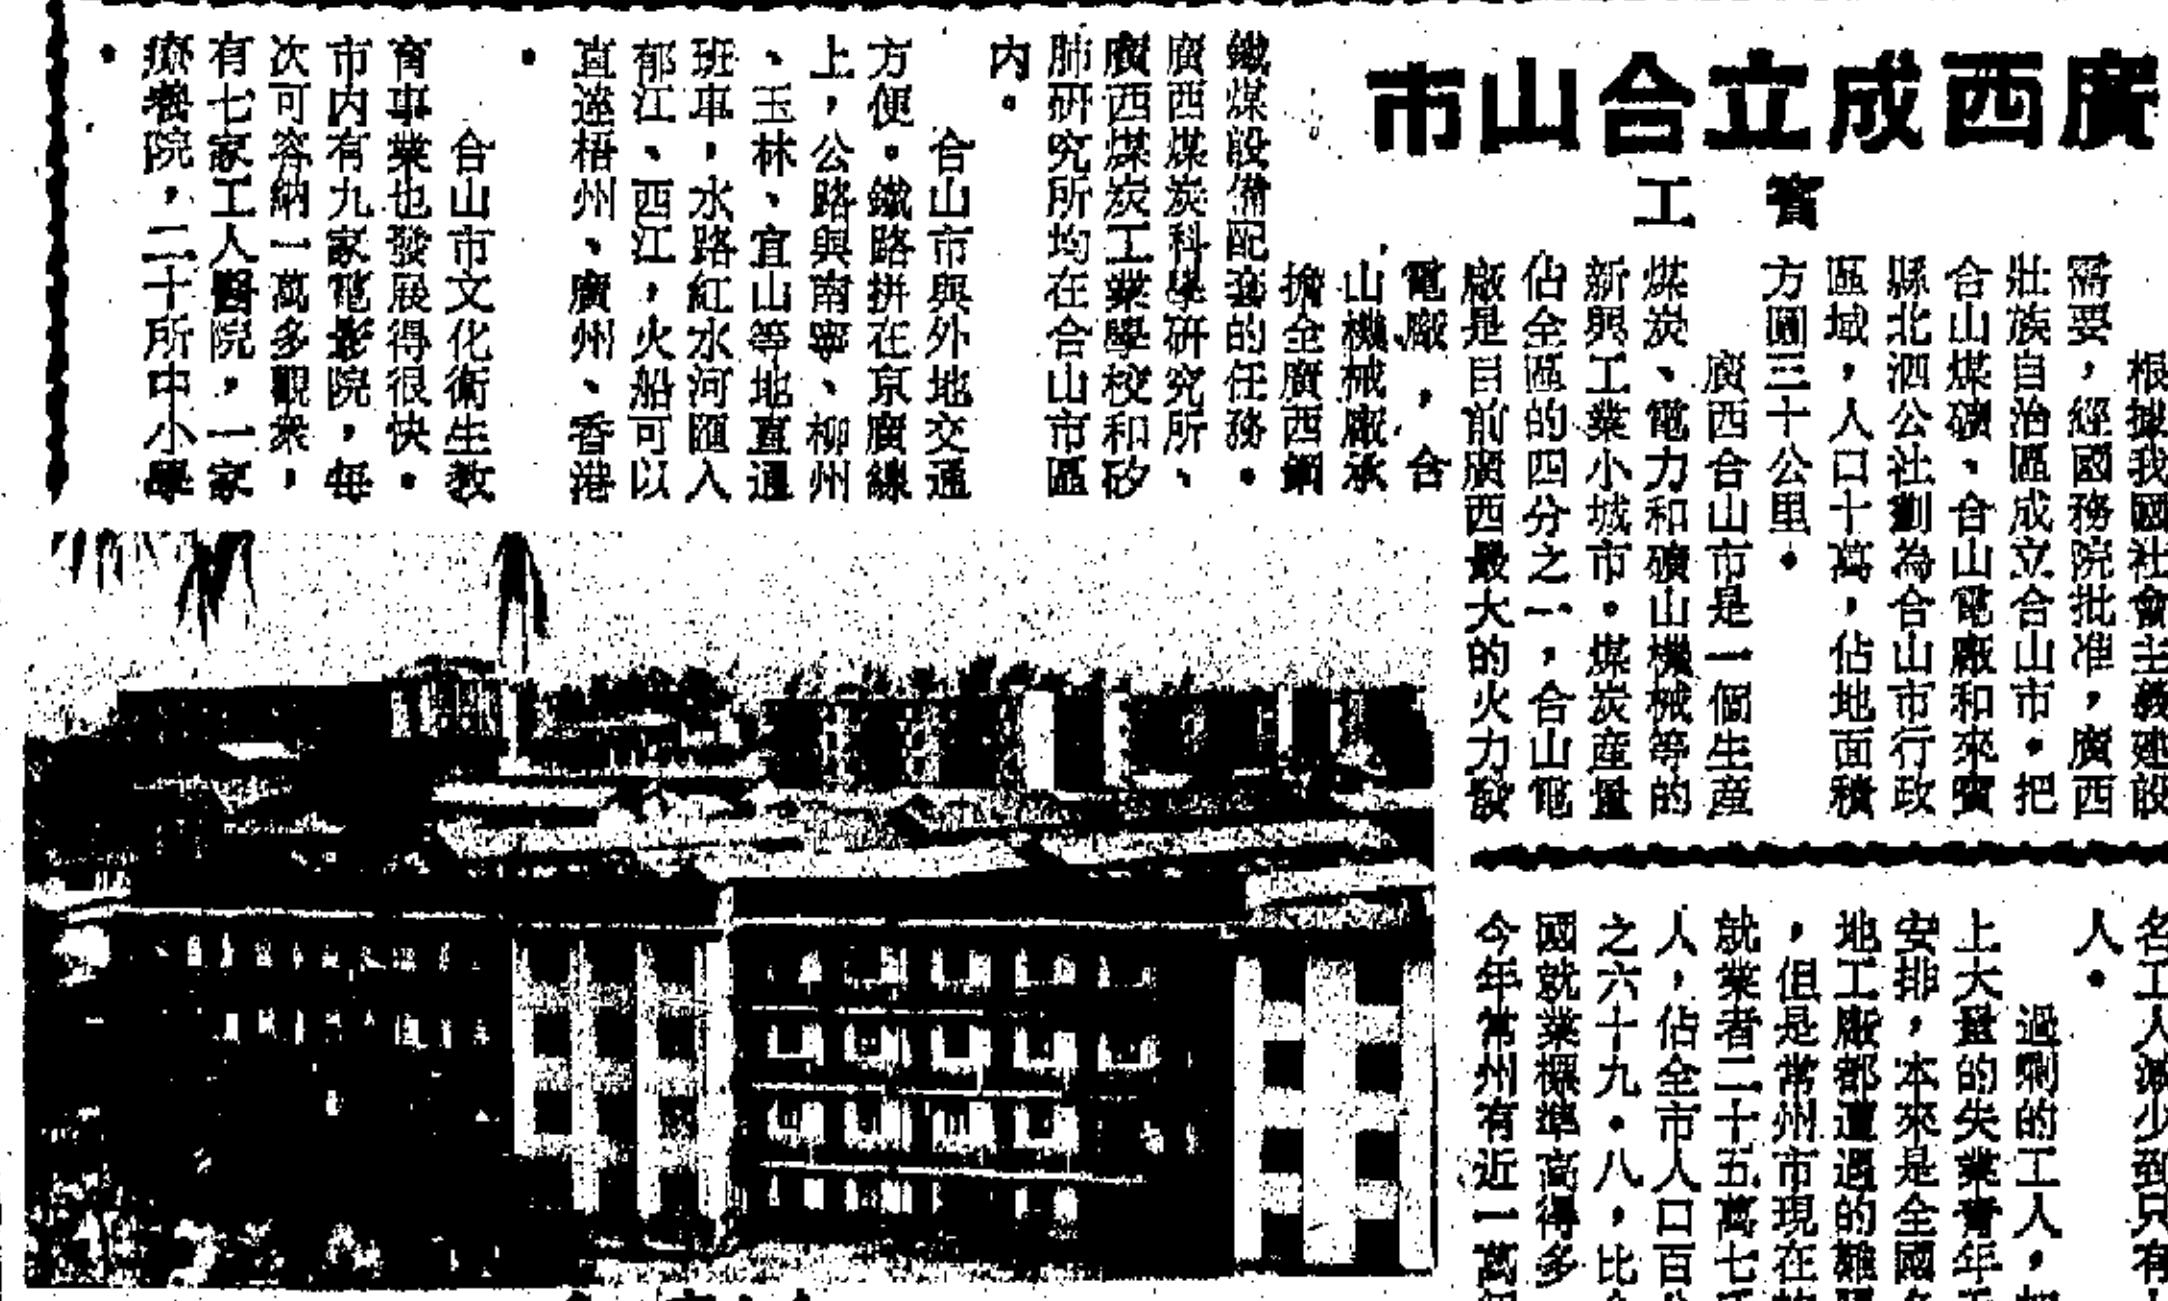 廣西成立合山市
賓工
根據我國社會主義建設
需要，經國務院批准，廣西
壯族自治區成立合山市。把
合山煤礦、合山電廠和來賓
縣北泗公社劃為合山市行政
區域，人口十萬，佔地面積
方圓三十公里。
廣西合山市是一個生產
煤炭、電力和礦山機械等的
新興工業小城市。煤炭產量
佔全區的四分之一，合山電
廠是目前廣西最大的火力發
電廠，合
山機械廠承
擔全廣西鋼
鐵煤設備配套的任務。
廣西煤炭科學研究所、
廣西煤炭工業學校和矽
肺研究所均在合山市區
內。
合山市與外地交通
方便。鐵路拼在京廣線
上，公路與南寧、柳州
、玉林、宜山等地直通
班車，水路紅水河匯入
郁江、西江，火船可以
直達梧州、廣州、香港
。
合山市文化衛生教
育事業也發展得很快。
市內有九家電影院，每
次可容納一萬多觀衆，
有七家工人醫院，一家
療養院，二十所中小學
。
名工人減少到只有
人。
過剩的工人，
上大量的失業青年
安排，本來是全國
地工廠都遭遇的難
，但是常州市現在
就業者二十五萬七
人，佔全市人口百
之六十九・八，比
國就業標準高得多
今年常州有近一萬